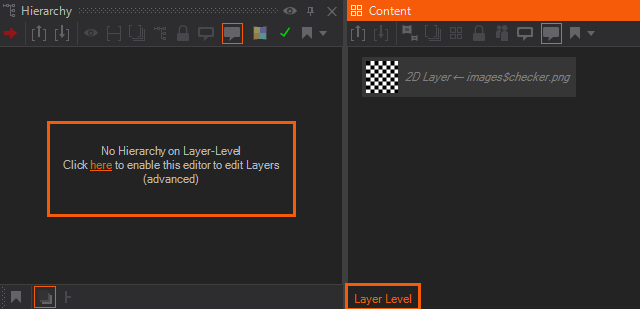 Hierarchy
Content
2D Layer ← images$checker.png
No Hierarchy on Layer-Level
Click here to enable this editor to edit Layers
(advanced)
Layer Level